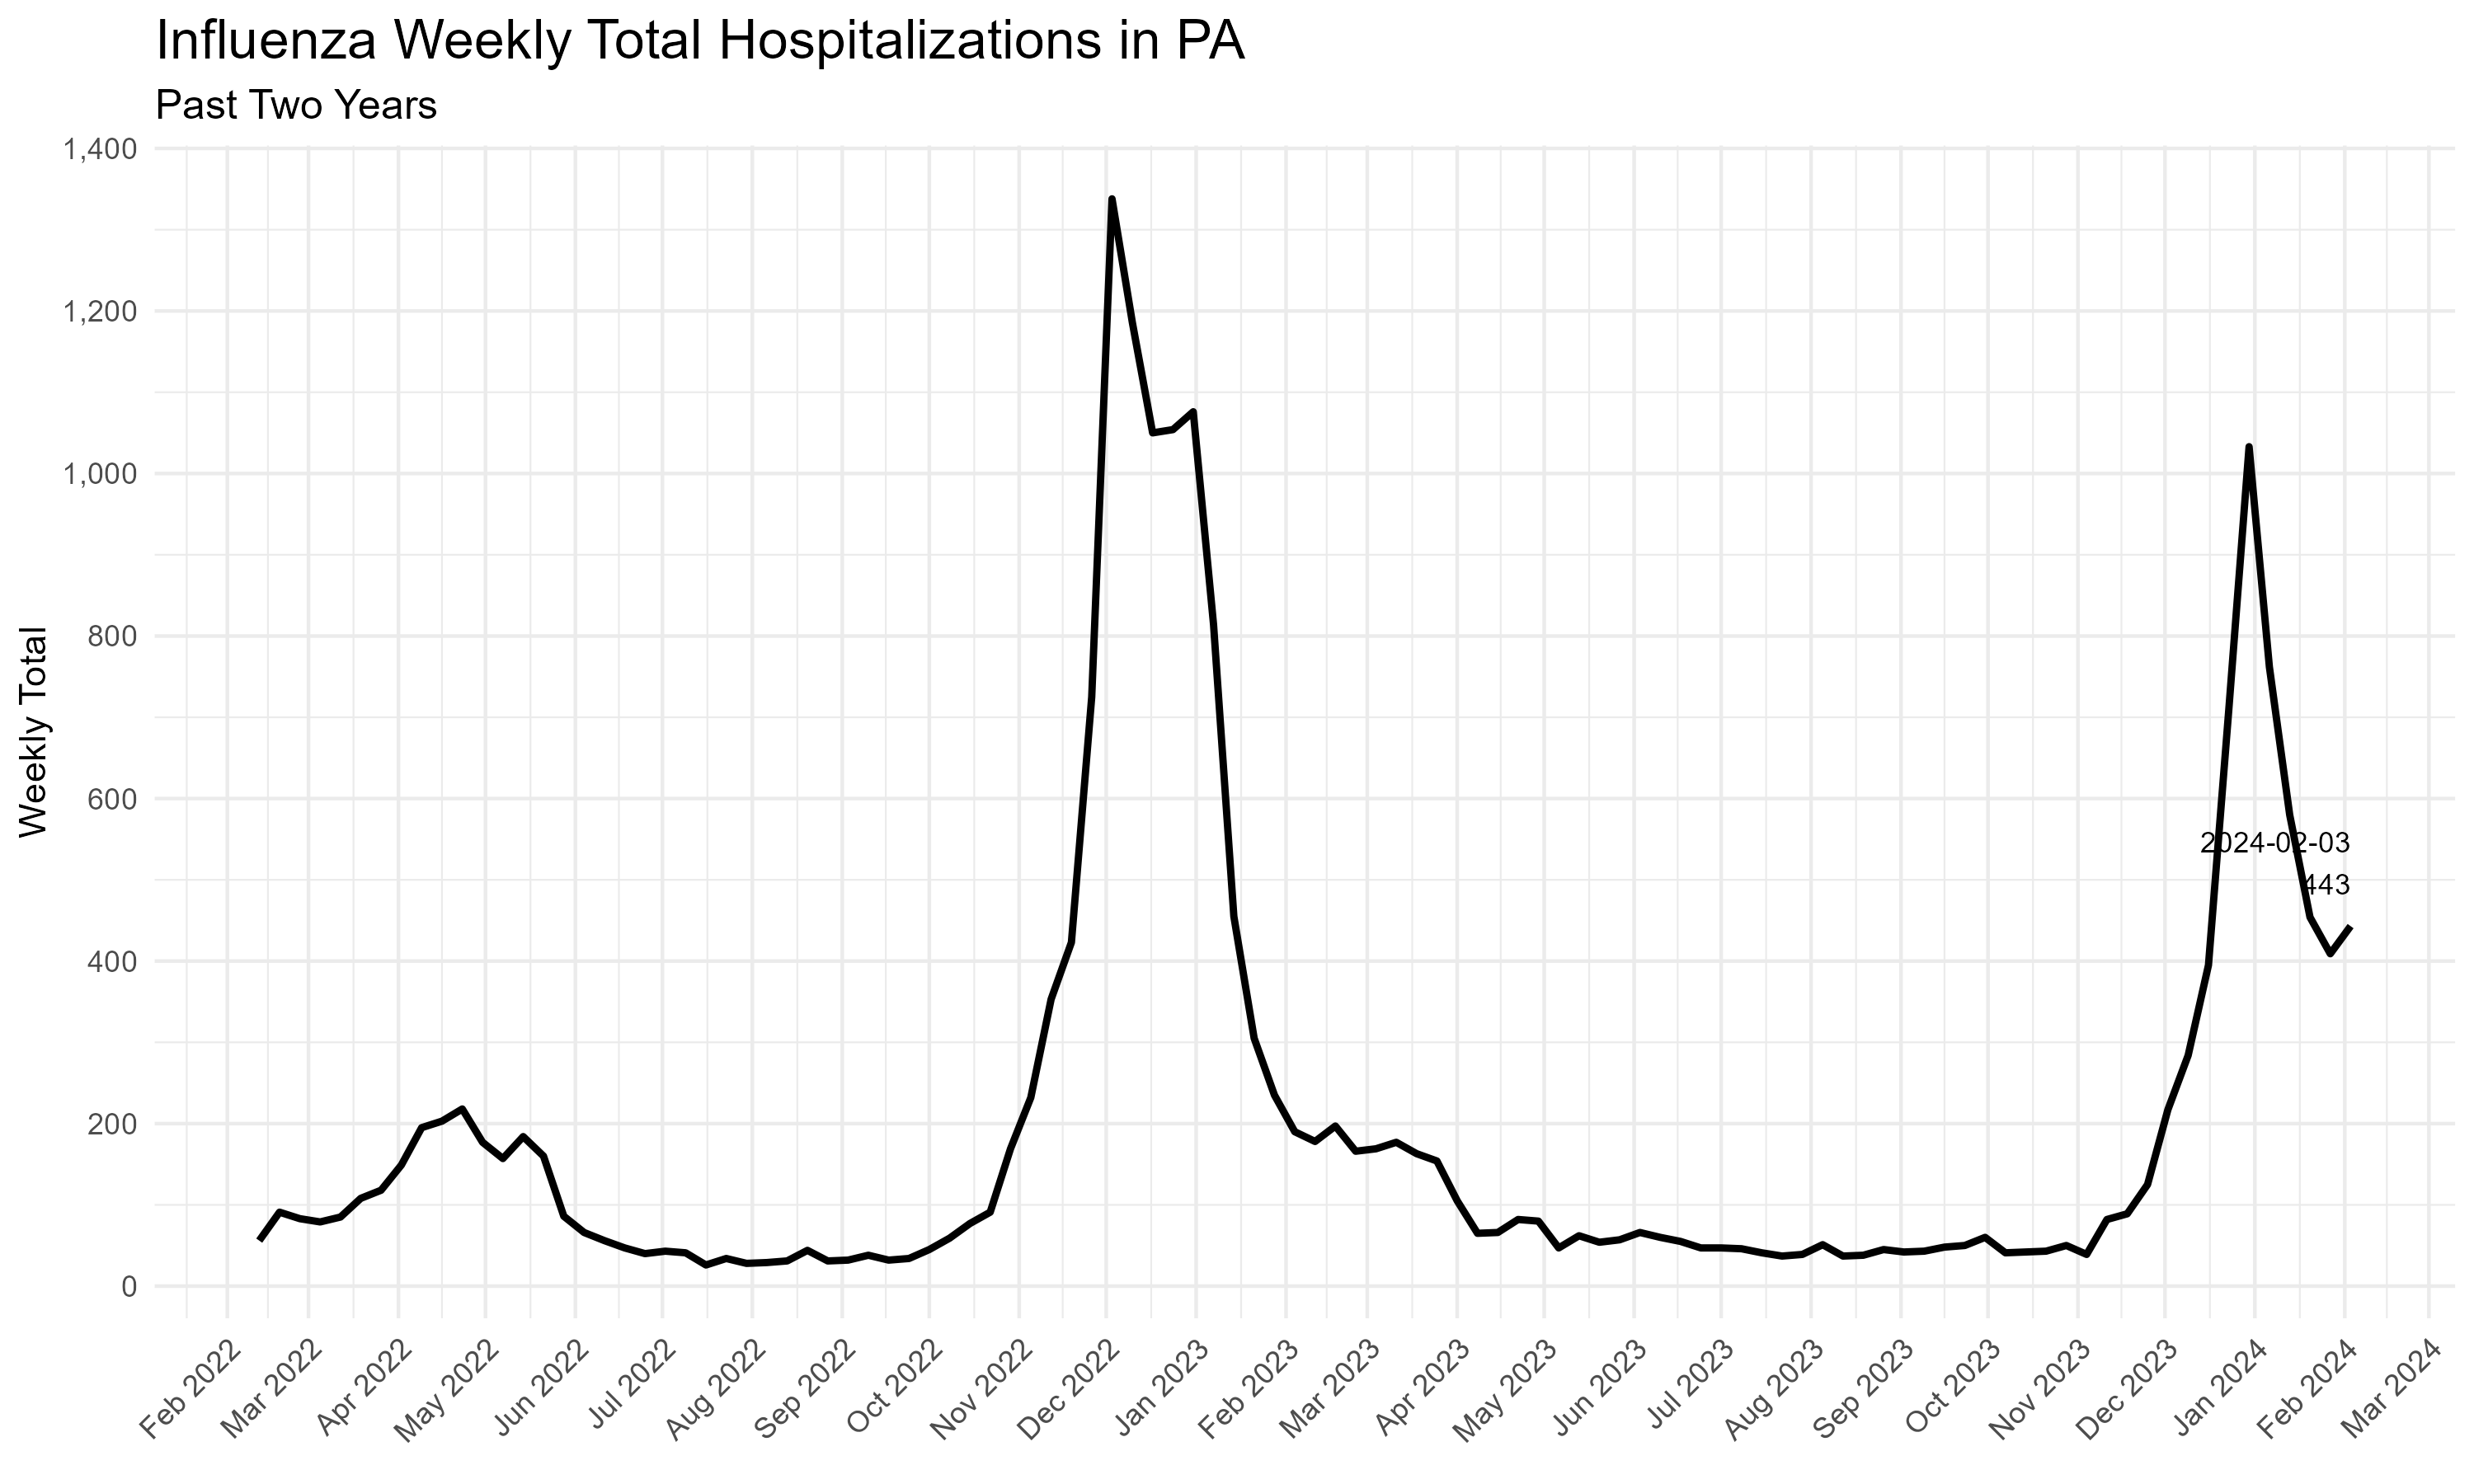 Influenza Weekly Total Hospitalizations in PA
Past Two Years
Weekly Total
1,400
1,200
1,000
800
600
400
200
0
2024-02-03
443
Feb 2022
Mar 2022
Apr 2022
May 2022
Jun 2022
Jul 2022
Aug 2022
Sep 2022
Oct 2022
Nov 2022
Dec 2022
Jan 2023
Feb 2023
Mar 2023
Apr 2023
May 2023
Jun 2023
Jul 2023
Aug 2023
Sep 2023
Oct 2023
Nov 2023
Dec 2023
Jan 2024
Feb 2024
Mar 2024